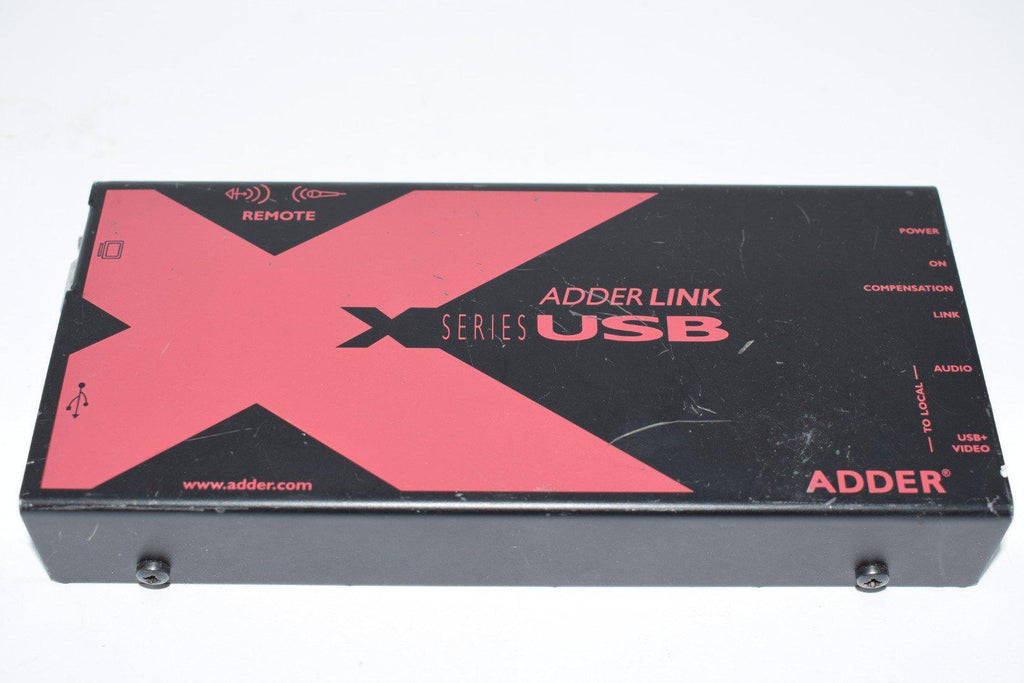 REMOTE
POWER
ON
COMPENSATION
LINK
ADDER LINK
X SERIES USB
AUDIO
TO LOCAL
USB+
VIDEO
www.adder.com
ADDER®